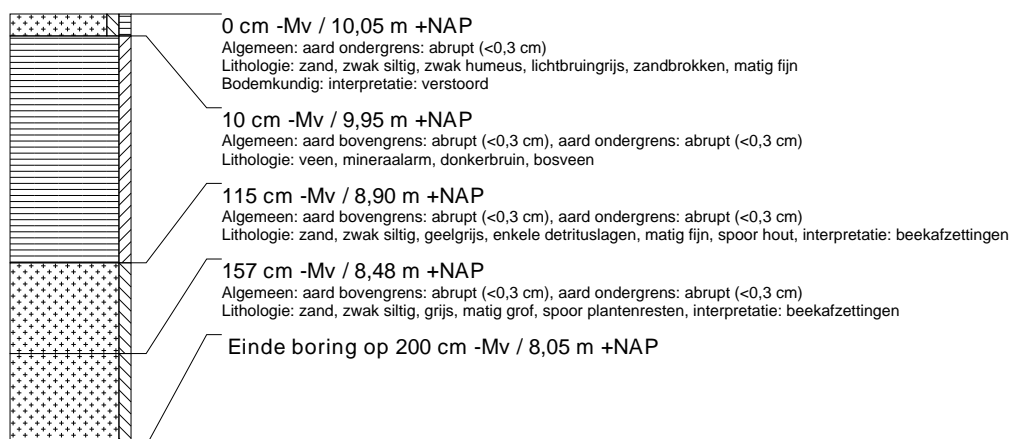 0 cm -Mv / 10,05 m +NAP
Algemeen: aard ondergrens: abrupt (<0,3 cm)
Lithologie: zand, zwak siltig, zwak humeus, lichtbruingrijs, zandbrokken, matig fijn
Bodemkundig: interpretatie: verstoord
10 cm -Mv / 9,95 m +NAP
Algemeen: aard bovengrens: abrupt (<0,3 cm), aard ondergrens: abrupt (<0,3 cm)
Lithologie: veen, mineraalarm, donkerbruin, bosveen
115 cm -Mv / 8,90 m +NAP
Algemeen: aard bovengrens: abrupt (<0,3 cm), aard ondergrens: abrupt (<0,3 cm)
Lithologie: zand, zwak siltig, geelgrijs, enkele detrituslagen, matig fijn, spoor hout, interpretatie: beekafzettingen
157 cm -Mv / 8,48 m +NAP
Algemeen: aard bovengrens: abrupt (<0,3 cm), aard ondergrens: abrupt (<0,3 cm)
Lithologie: zand, zwak siltig, grijs, matig grof, spoor plantenresten, interpretatie: beekafzettingen
Einde boring op 200 cm -Mv / 8,05 m +NAP